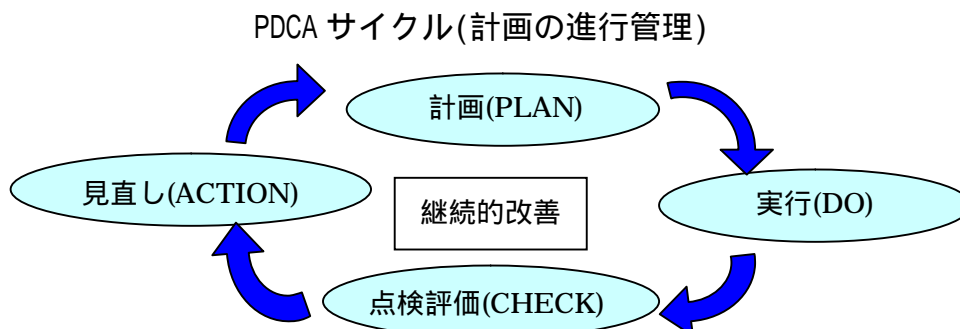 PDCA サイクル(計画の進行管理)
計画(PLAN)
見直し(ACTION)
継続的改善
実行(DO)
点検評価(CHECK)